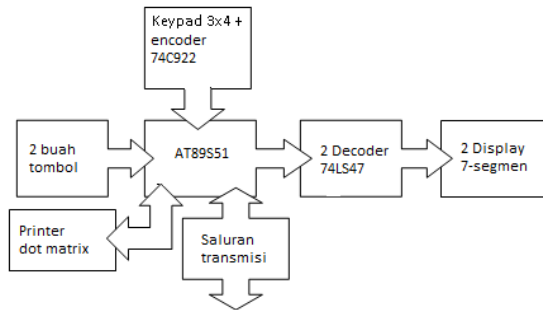 Keypad 3x4 +
encoder
74C922
2 buah
tombol
AT89S51
2 Decoder
74LS47
2 Display
7-segmen
Printer
dot matrix
Saluran
transmisi